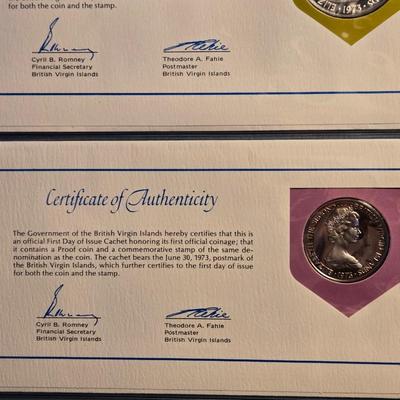 for both the coin and the stamp.
Cyril B. Romney
Financial Secretary
British Virgin Islands
Theodore A. Fahie
Postmaster
British Virgin Islands
· 1973 ·
Certificate of Authenticity
The Government of the British Virgin Islands hereby certifies that this is
an official First Day of Issue Cachet honoring its first official coinage; that
it contains a Proof coin and a commemorative stamp of the same de-
nomination as the coin. The cachet bears the June 30, 1973, postmark
of the British Virgin Islands, which further certifies to the first day of issue
for both the coin and the stamp.
Cyril B. Romney
Financial Secretary
British Virgin Islands
Theodore A. Fahie
Postmaster
British Virgin Islands
· 1973 ·